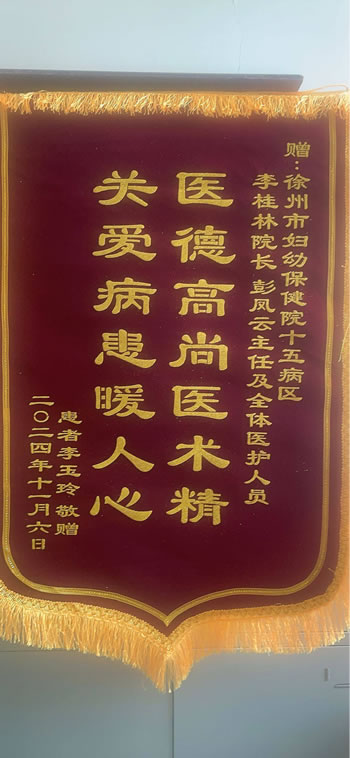 赠：徐州市妇幼保健院十五病区
李桂林院长彭凤云主任及全体医护人员
医德高尚医术精
关爱病患暖人心
患者李玉玲敬赠
二〇二四年十一月六日